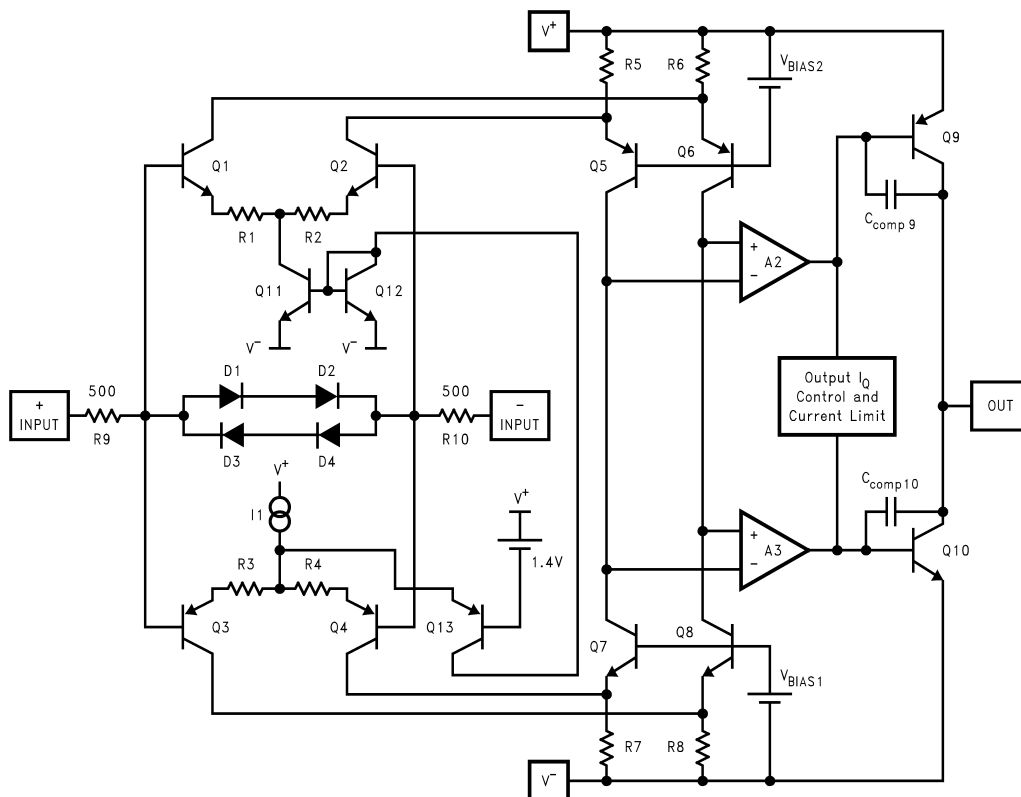 V+
R5
R6
VBIAS2
Q1
Q2
Q5
Q6
Q9
Ccomp 9
R1
R2
+
A2
−
Q11
Q12
V−
V−
D1
D2
500
500
Output IQ
Control and
Current Limit
+
INPUT
−
INPUT
OUT
R9
R10
D3
D4
V+
Ccomp10
V+
I1
1.4V
+
A3
−
Q10
R3
R4
Q3
Q4
Q13
Q7
Q8
VBIAS1
R7
R8
V−